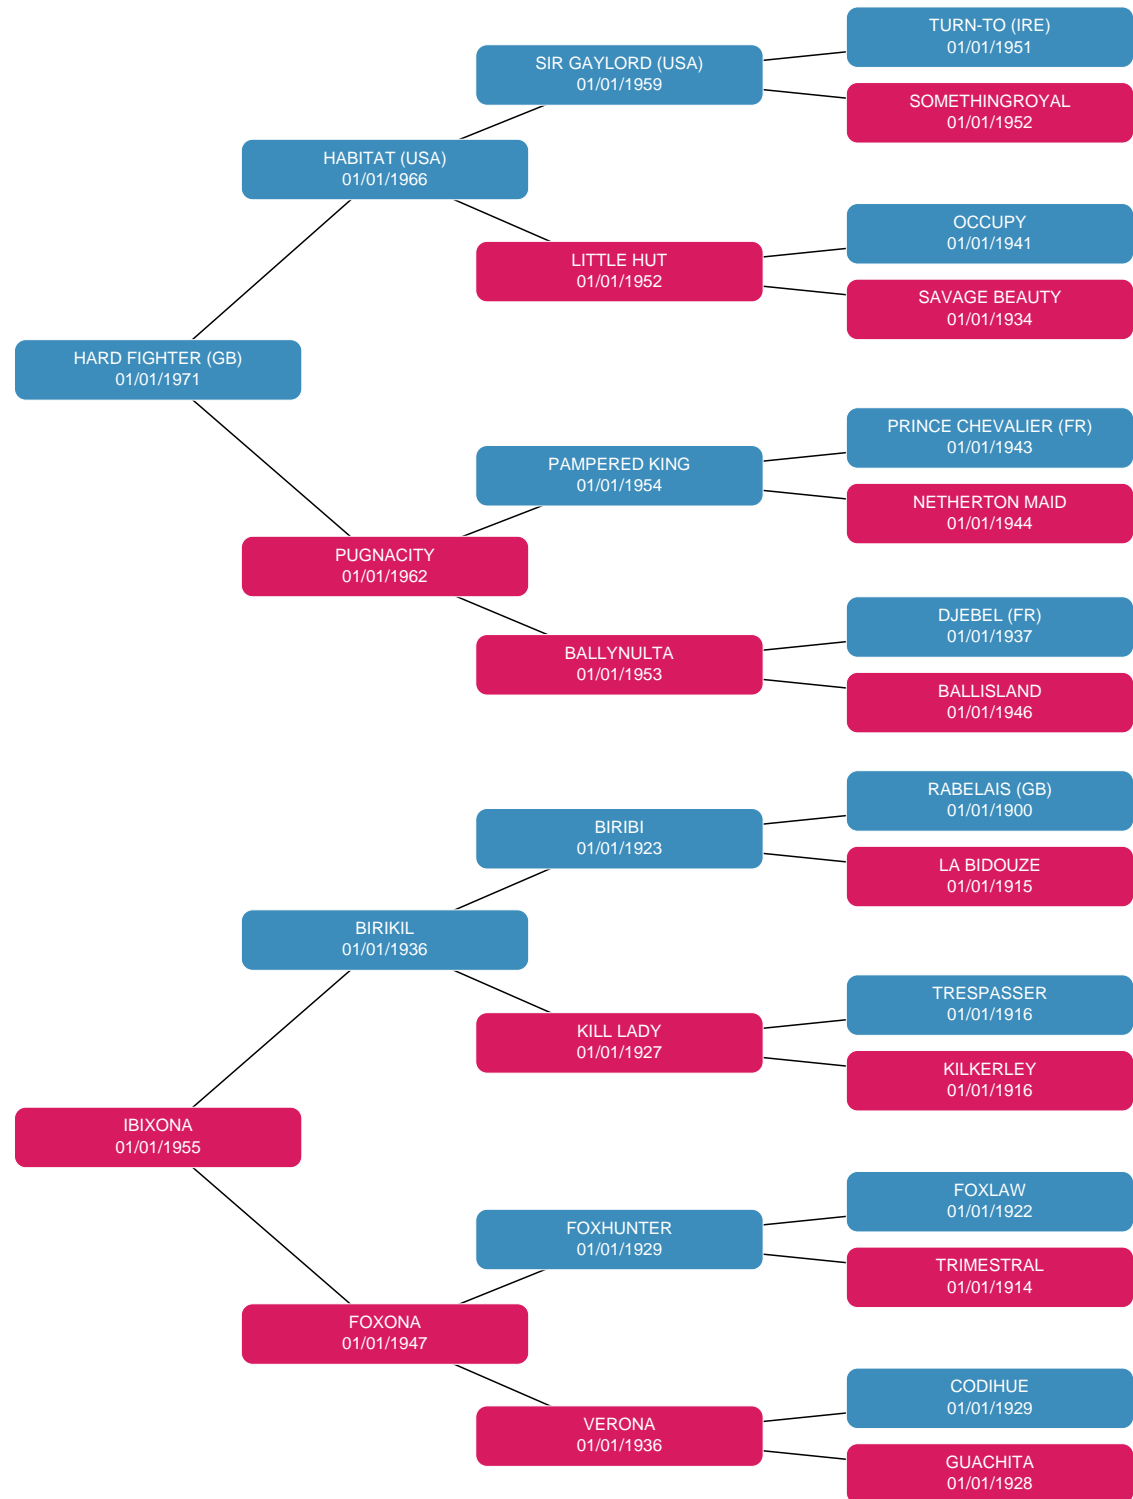 TURN-TO (IRE)
01/01/1951
SIR GAYLORD (USA)
01/01/1959
SOMETHINGROYAL
01/01/1952
HABITAT (USA)
01/01/1966
OCCUPY
01/01/1941
LITTLE HUT
01/01/1952
SAVAGE BEAUTY
01/01/1934
HARD FIGHTER (GB)
01/01/1971
PRINCE CHEVALIER (FR)
01/01/1943
PAMPERED KING
01/01/1954
NETHERTON MAID
01/01/1944
PUGNACITY
01/01/1962
DJEBEL (FR)
01/01/1937
BALLYNULTA
01/01/1953
BALLISLAND
01/01/1946
RABELAIS (GB)
01/01/1900
BIRIBI
01/01/1923
LA BIDOUZE
01/01/1915
BIRIKIL
01/01/1936
TRESPASSER
01/01/1916
KILL LADY
01/01/1927
KILKERLEY
01/01/1916
IBIXONA
01/01/1955
FOXLAW
01/01/1922
FOXHUNTER
01/01/1929
TRIMESTRAL
01/01/1914
FOXONA
01/01/1947
CODIHUE
01/01/1929
VERONA
01/01/1936
GUACHITA
01/01/1928